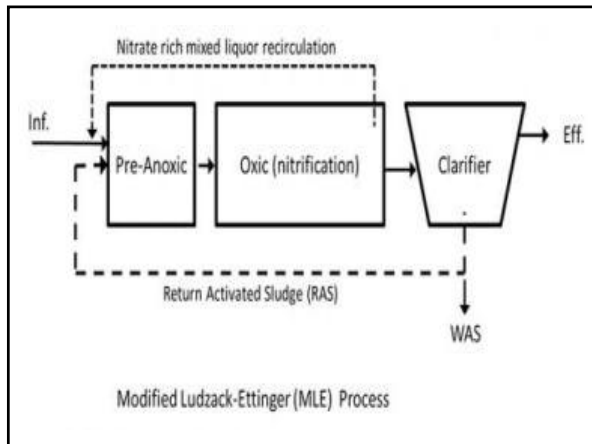 Nitrate rich mixed liquor recirculation
Inf.
Pre-Anoxic
Oxic (nitrification)
Clarifier
Eff.
Return Activated Sludge (RAS)
WAS
Modified Ludzack-Ettinger (MLE) Process